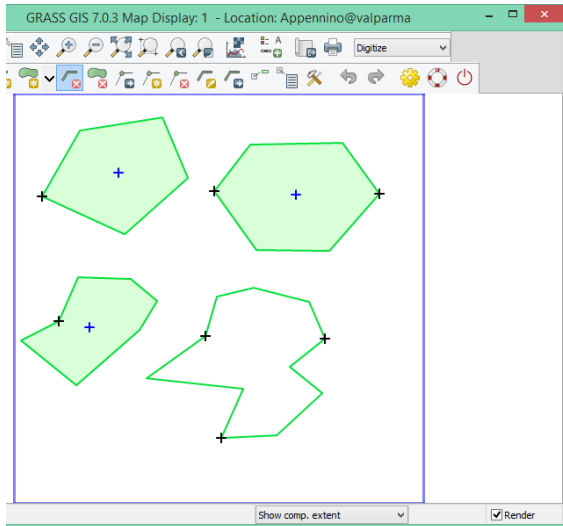 GRASS GIS 7.0.3 Map Display: 1 - Location: Appennino@valparma
Digitize
Show comp. extent
Render